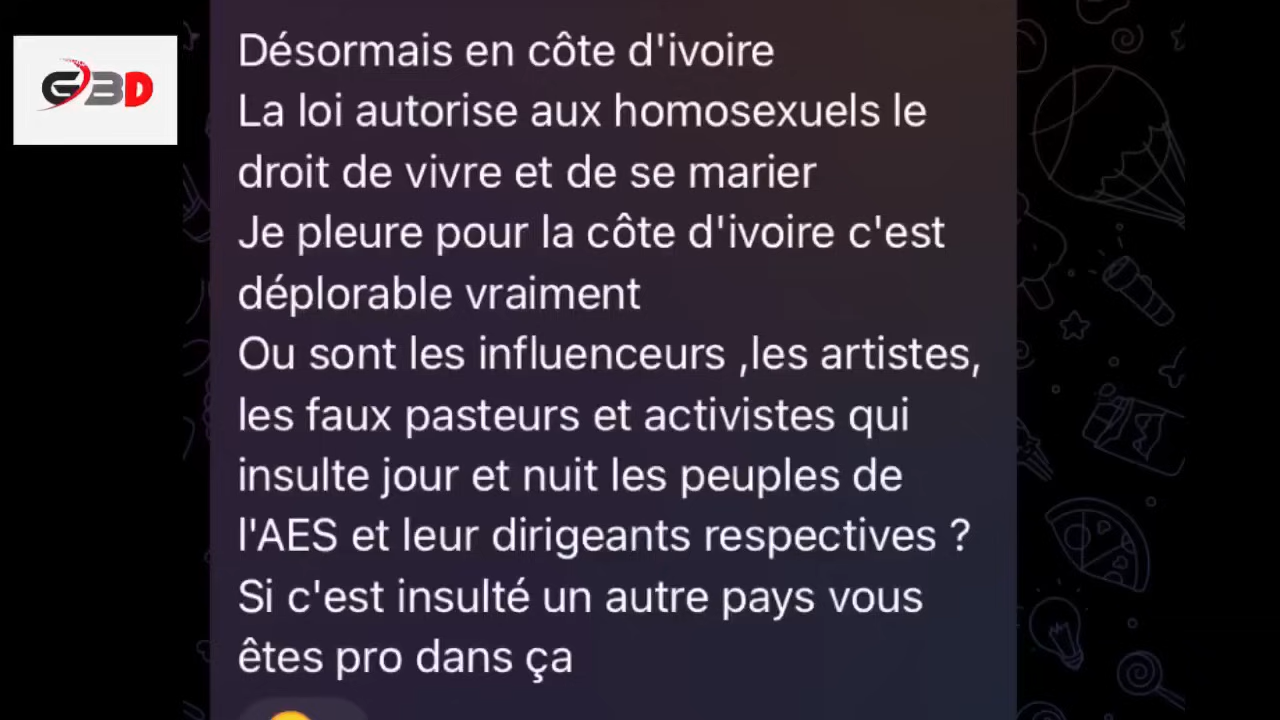 G3D
Désormais en côte d'ivoire
La loi autorise aux homosexuels le
droit de vivre et de se marier
Je pleure pour la côte d'ivoire c'est
déplorable vraiment
Ou sont les influenceurs ,les artistes,
les faux pasteurs et activistes qui
insulte jour et nuit les peuples de
l'AES et leur dirigeants respectives ?
Si c'est insulté un autre pays vous
êtes pro dans ça